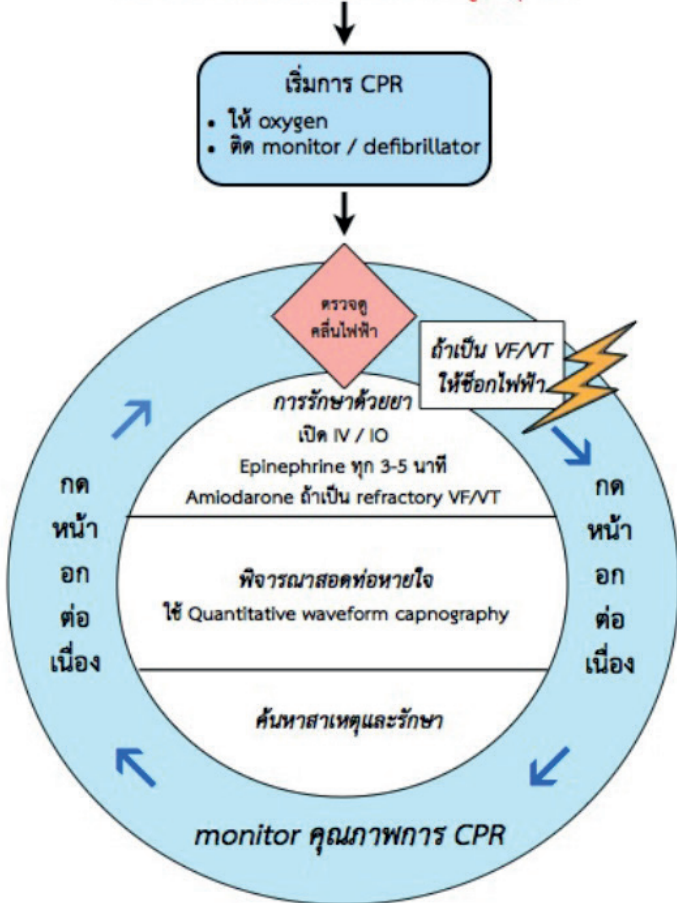 เริ่มการ CPR
• ให้ oxygen
• ติด monitor / defibrillator
ตรวจดู
คลื่นไฟฟ้า
ถ้าเป็น VF/VT
ให้ช็อกไฟฟ้า
การรักษาด้วยยา
เปิด IV / IO
Epinephrine ทุก 3-5 นาที
Amiodarone ถ้าเป็น refractory VF/VT
กด
หน้า
อก
ต่อ
เนื่อง
พิจารณาสอดท่อหายใจ
ใช้ Quantitative waveform capnography
กด
หน้า
อก
ต่อ
เนื่อง
ค้นหาสาเหตุและรักษา
monitor คุณภาพการ CPR